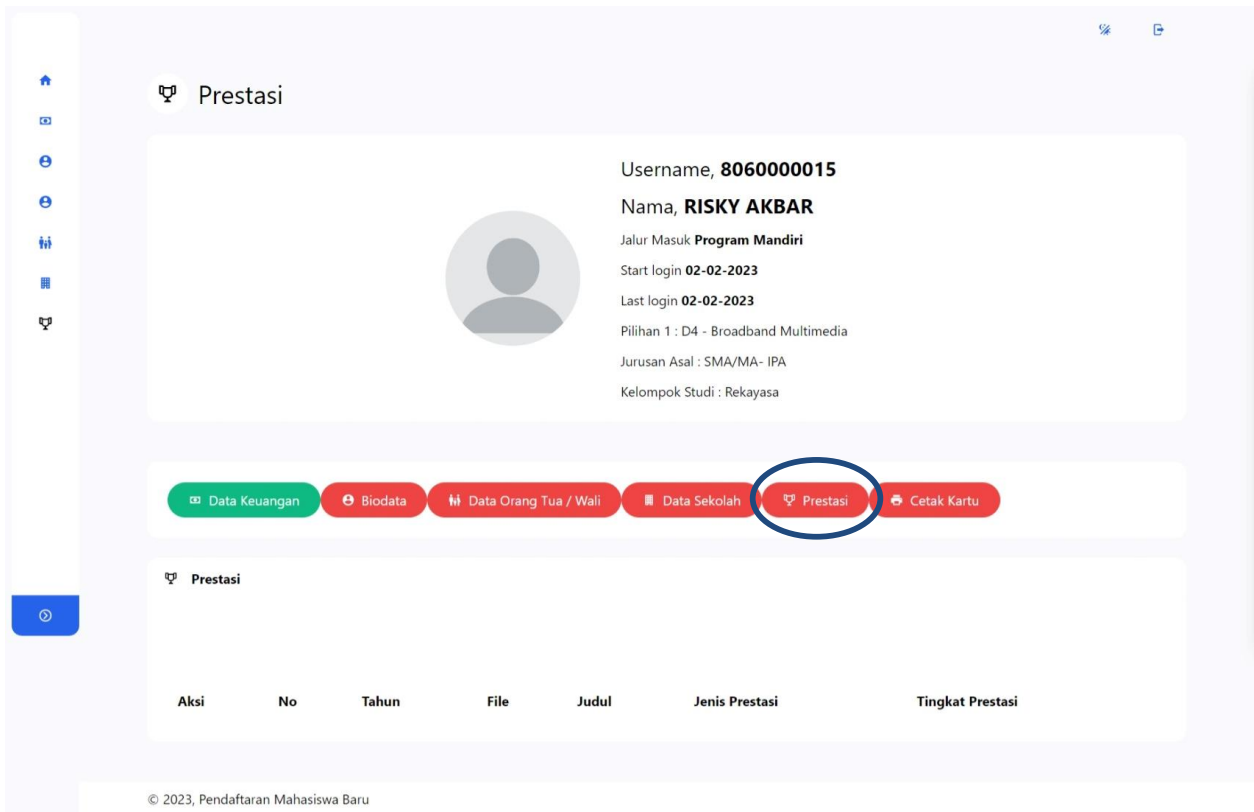 Prestasi
Username, 8060000015
Nama, RISKY AKBAR
Jalur Masuk Program Mandiri
Start login 02-02-2023
Last login 02-02-2023
Pilihan 1 : D4 - Broadband Multimedia
Jurusan Asal : SMA/MA- IPA
Kelompok Studi : Rekayasa
Data Keuangan Biodata Data Orang Tua / Wali Data Sekolah Prestasi Cetak Kartu
Prestasi
Aksi No Tahun File Judul Jenis Prestasi Tingkat Prestasi
© 2023, Pendaftaran Mahasiswa Baru